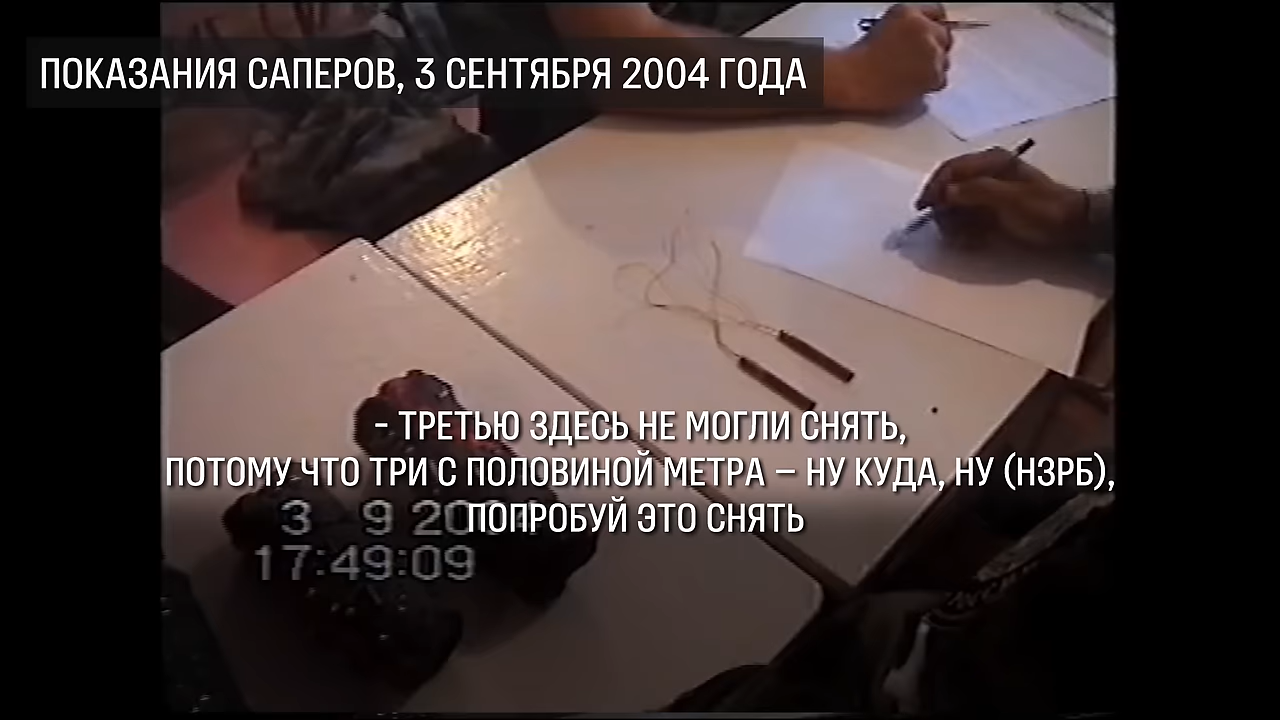 ПОКАЗАНИЯ САПЕРОВ, 3 СЕНТЯБРЯ 2004 ГОДА
- ТРЕТЬЮ ЗДЕСЬ НЕ МОГЛИ СНЯТЬ,
ПОТОМУ ЧТО ТРИ С ПОЛОВИНОЙ МЕТРА – НУ КУДА, НУ (НЗРБ),
ПОПРОБУЙ ЭТО СНЯТЬ
3 9 2004
17:49:09